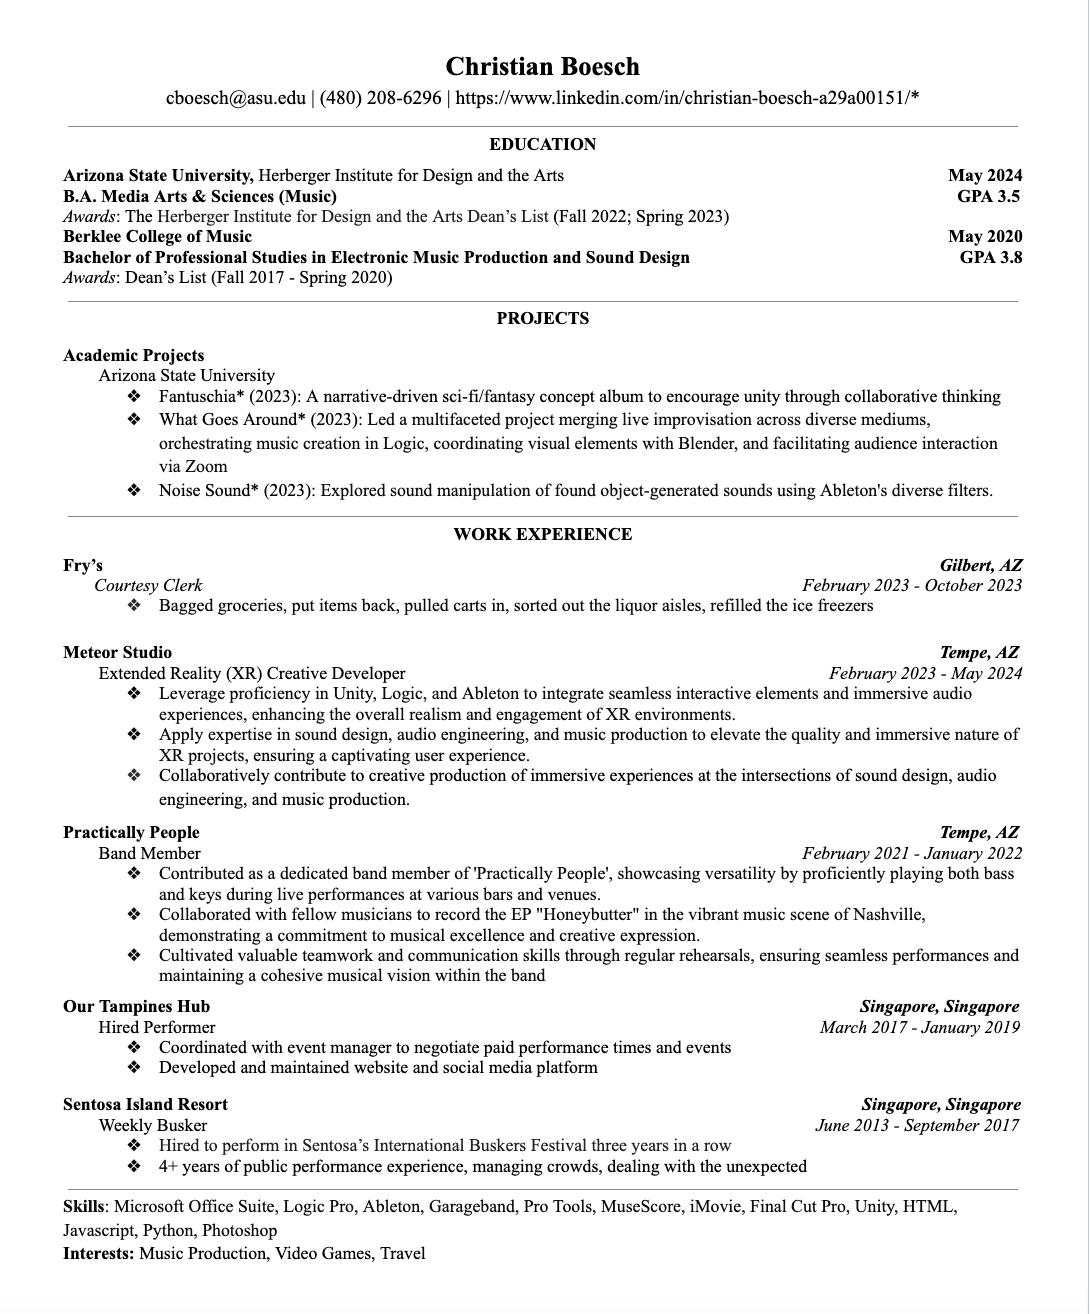 Christian Boesch
cboesch@asu.edu | (480) 208-6296 | https://www.linkedin.com/in/christian-boesch-a29a00151/*
EDUCATION
Arizona State University, Herberger Institute for Design and the Arts May 2024
B.A. Media Arts & Sciences (Music) GPA 3.5
Awards: The Herberger Institute for Design and the Arts Dean’s List (Fall 2022; Spring 2023)
Berklee College of Music May 2020
Bachelor of Professional Studies in Electronic Music Production and Sound Design GPA 3.8
Awards: Dean’s List (Fall 2017 - Spring 2020)
PROJECTS
Academic Projects
Arizona State University
❖ Fantuschia* (2023): A narrative-driven sci-fi/fantasy concept album to encourage unity through collaborative thinking
❖ What Goes Around* (2023): Led a multifaceted project merging live improvisation across diverse mediums,
orchestrating music creation in Logic, coordinating visual elements with Blender, and facilitating audience interaction
via Zoom
❖ Noise Sound* (2023): Explored sound manipulation of found object-generated sounds using Ableton's diverse filters.
WORK EXPERIENCE
Fry’s Gilbert, AZ
Courtesy Clerk February 2023 - October 2023
❖ Bagged groceries, put items back, pulled carts in, sorted out the liquor aisles, refilled the ice freezers
Meteor Studio Tempe, AZ
Extended Reality (XR) Creative Developer February 2023 - May 2024
❖ Leverage proficiency in Unity, Logic, and Ableton to integrate seamless interactive elements and immersive audio
experiences, enhancing the overall realism and engagement of XR environments.
❖ Apply expertise in sound design, audio engineering, and music production to elevate the quality and immersive nature of
XR projects, ensuring a captivating user experience.
❖ Collaboratively contribute to creative production of immersive experiences at the intersections of sound design, audio
engineering, and music production.
Practically People Tempe, AZ
Band Member February 2021 - January 2022
❖ Contributed as a dedicated band member of 'Practically People', showcasing versatility by proficiently playing both bass
and keys during live performances at various bars and venues.
❖ Collaborated with fellow musicians to record the EP "Honeybutter" in the vibrant music scene of Nashville,
demonstrating a commitment to musical excellence and creative expression.
❖ Cultivated valuable teamwork and communication skills through regular rehearsals, ensuring seamless performances and
maintaining a cohesive musical vision within the band
Our Tampines Hub Singapore, Singapore
Hired Performer March 2017 - January 2019
❖ Coordinated with event manager to negotiate paid performance times and events
❖ Developed and maintained website and social media platform
Sentosa Island Resort Singapore, Singapore
Weekly Busker June 2013 - September 2017
❖ Hired to perform in Sentosa’s International Buskers Festival three years in a row
❖ 4+ years of public performance experience, managing crowds, dealing with the unexpected
Skills: Microsoft Office Suite, Logic Pro, Ableton, Garageband, Pro Tools, MuseScore, iMovie, Final Cut Pro, Unity, HTML,
Javascript, Python, Photoshop
Interests: Music Production, Video Games, Travel